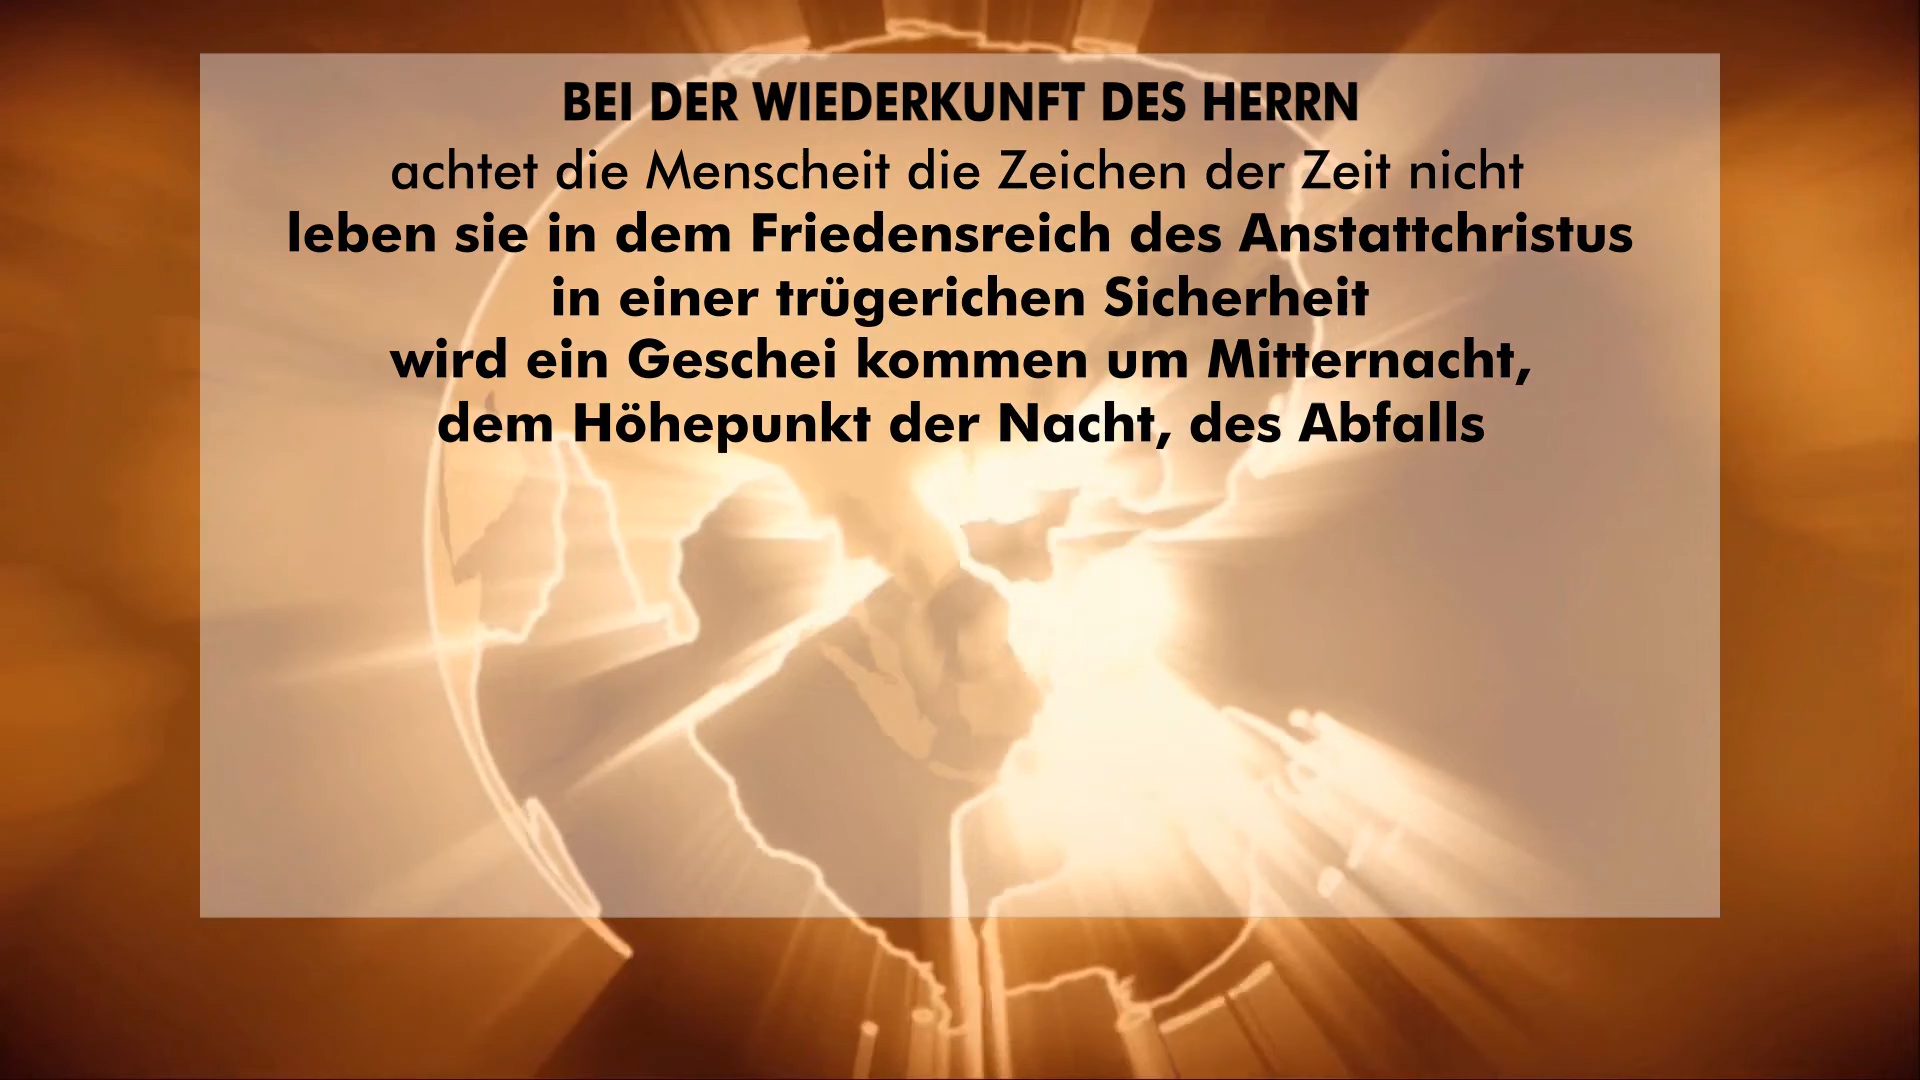 BEI DER WIEDERKUNFT DES HERRN
achtet die Menscheit die Zeichen der Zeit nicht
leben sie in dem Friedensreich des Anstattchristus
in einer trügerichen Sicherheit
wird ein Geschei kommen um Mitternacht,
dem Höhepunkt der Nacht, des Abfalls